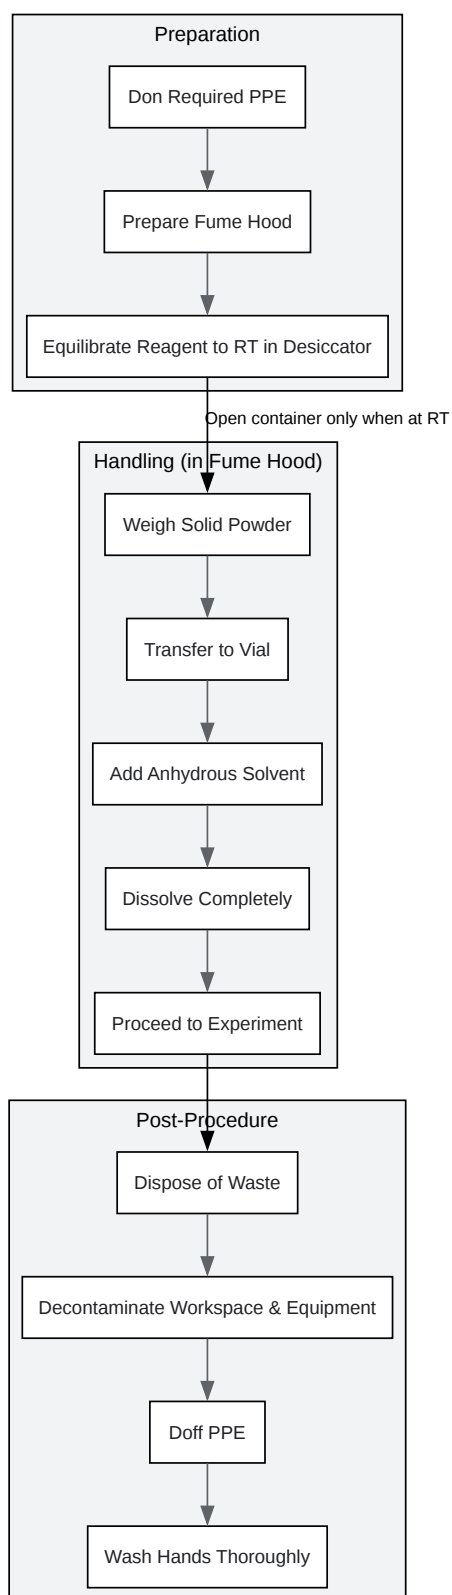 Preparation
Don Required PPE
Prepare Fume Hood
Equilibrate Reagent to RT in Desiccator
Open container only when at RT
Handling (in Fume Hood)
Weigh Solid Powder
Transfer to Vial
Add Anhydrous Solvent
Dissolve Completely
Proceed to Experiment
Post-Procedure
Dispose of Waste
Decontaminate Workspace & Equipment
Doff PPE
Wash Hands Thoroughly